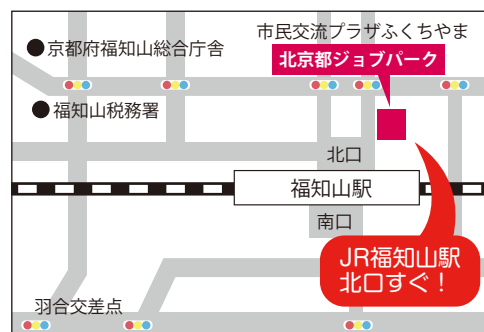 市民交流プラザふくちやま
北京都ジョブパーク
●京都府福知山総合庁舎
●福知山税務署
北口
福知山駅
南口
JR福知山駅
北口すぐ！
羽合交差点